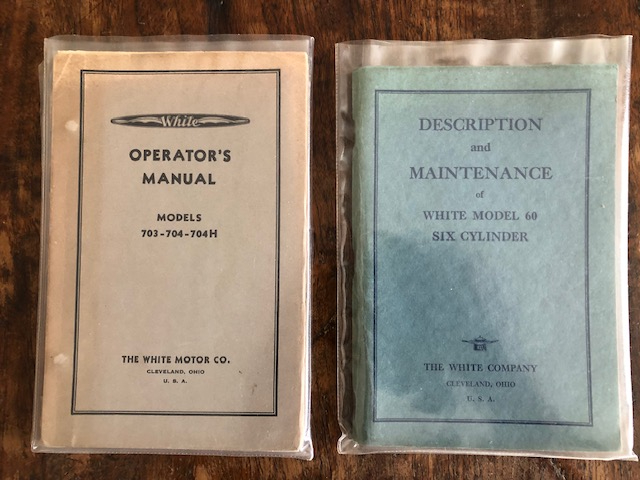 White
OPERATOR'S
MANUAL
MODELS
703-704-704H
THE WHITE MOTOR CO.
CLEVELAND, OHIO
U. S. A.
DESCRIPTION
and
MAINTENANCE
of
WHITE MODEL 60
SIX CYLINDER
THE WHITE COMPANY
CLEVELAND, OHIO
U. S. A.